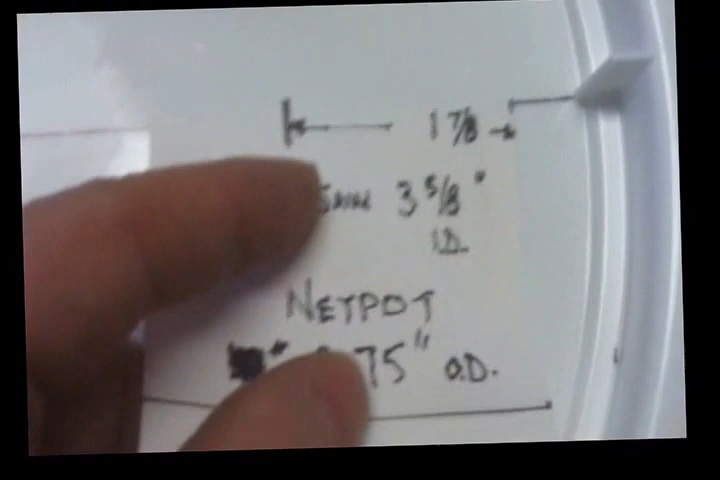 1 7/8
3 5/8"
I.D.
NETPOT
75" O.D.